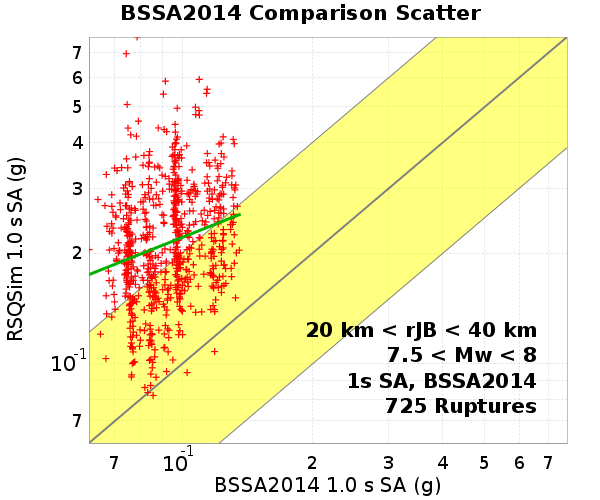 BSSA2014 Comparison Scatter
RSQSim 1.0 s SA (g)
7
6
5
4
3
2
10-1
7
20 km < rJB < 40 km
7.5 < Mw < 8
1s SA, BSSA2014
725 Ruptures
7 10-1 2 3 4 5 6 7
BSSA2014 1.0 s SA (g)